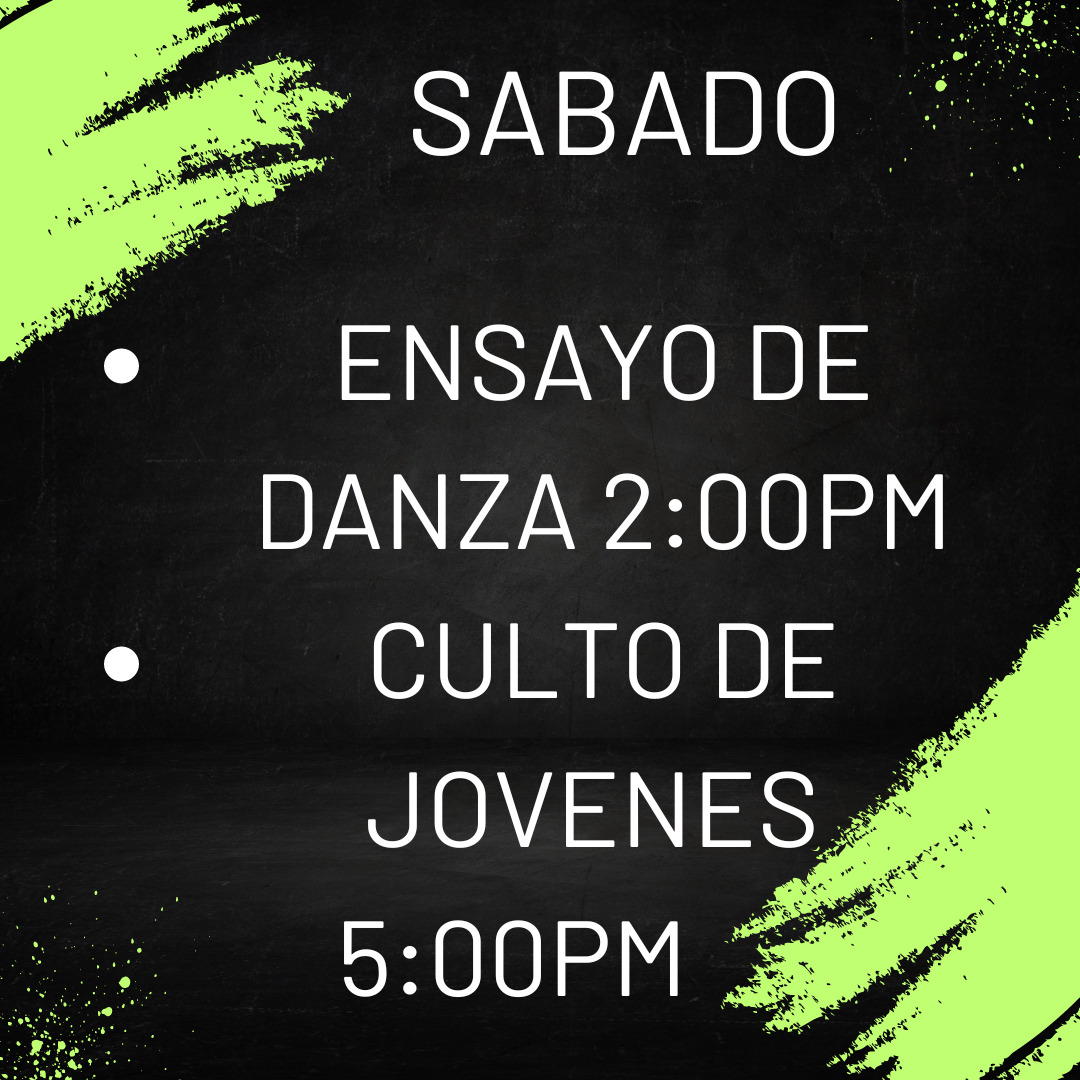 SABADO
• ENSAYO DE
DANZA 2:00PM
• CULTO DE
JOVENES
5:00PM